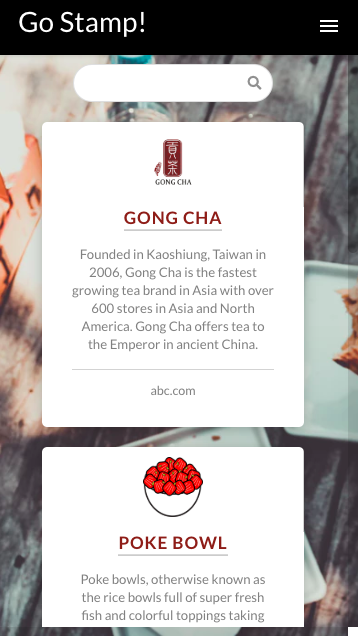 Go Stamp!
貢茶
GONG CHA
GONG CHA
Founded in Kaoshiung, Taiwan in
2006, Gong Cha is the fastest
growing tea brand in Asia with over
600 stores in Asia and North
America. Gong Cha offers tea to
the Emperor in ancient China.
abc.com
POKE BOWL
Poke bowls, otherwise known as
the rice bowls full of super fresh
fish and colorful toppings taking